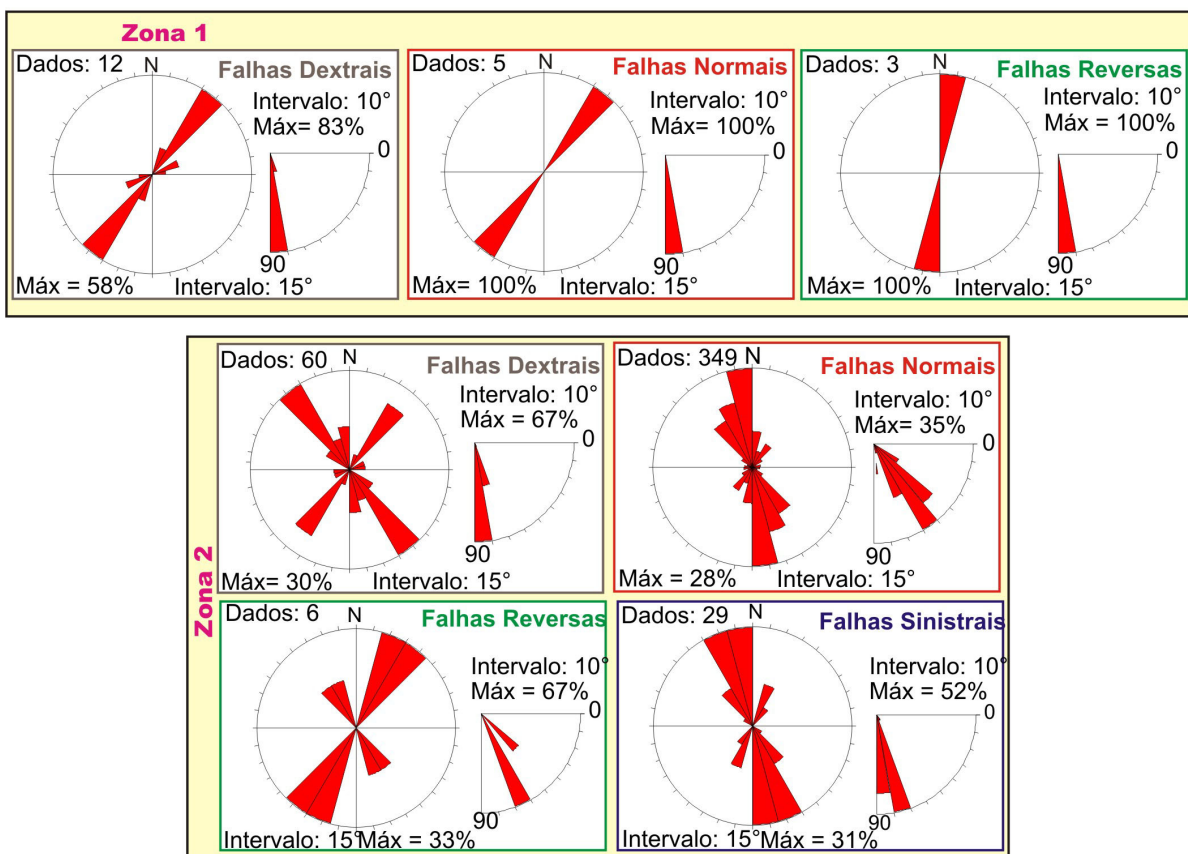 Zona 1
Dados: 12
N
Falhas Dextrais
Intervalo: 10°
Máx= 83%
0
90
Máx = 58%
Intervalo: 15°
Dados: 5
N
Falhas Normais
Intervalo: 10°
Máx= 100%
0
90
Máx= 100%
Intervalo: 15°
Dados: 3
N
Falhas Reversas
Intervalo: 10°
Máx = 100%
0
90
Máx= 100%
Intervalo: 15°
Zona 2
Dados: 60
N
Falhas Dextrais
Intervalo: 10°
Máx = 67%
0
90
Máx= 30%
Intervalo: 15°
Dados: 349
N
Falhas Normais
Intervalo: 10°
Máx= 35%
0
90
Máx = 28%
Intervalo: 15°
Dados: 6
N
Falhas Reversas
Intervalo: 10°
Máx = 67%
0
90
Intervalo: 15°
Máx = 33%
Dados: 29
N
Falhas Sinistrais
Intervalo: 10°
Máx = 52%
0
90
Intervalo: 15°
Máx = 31%